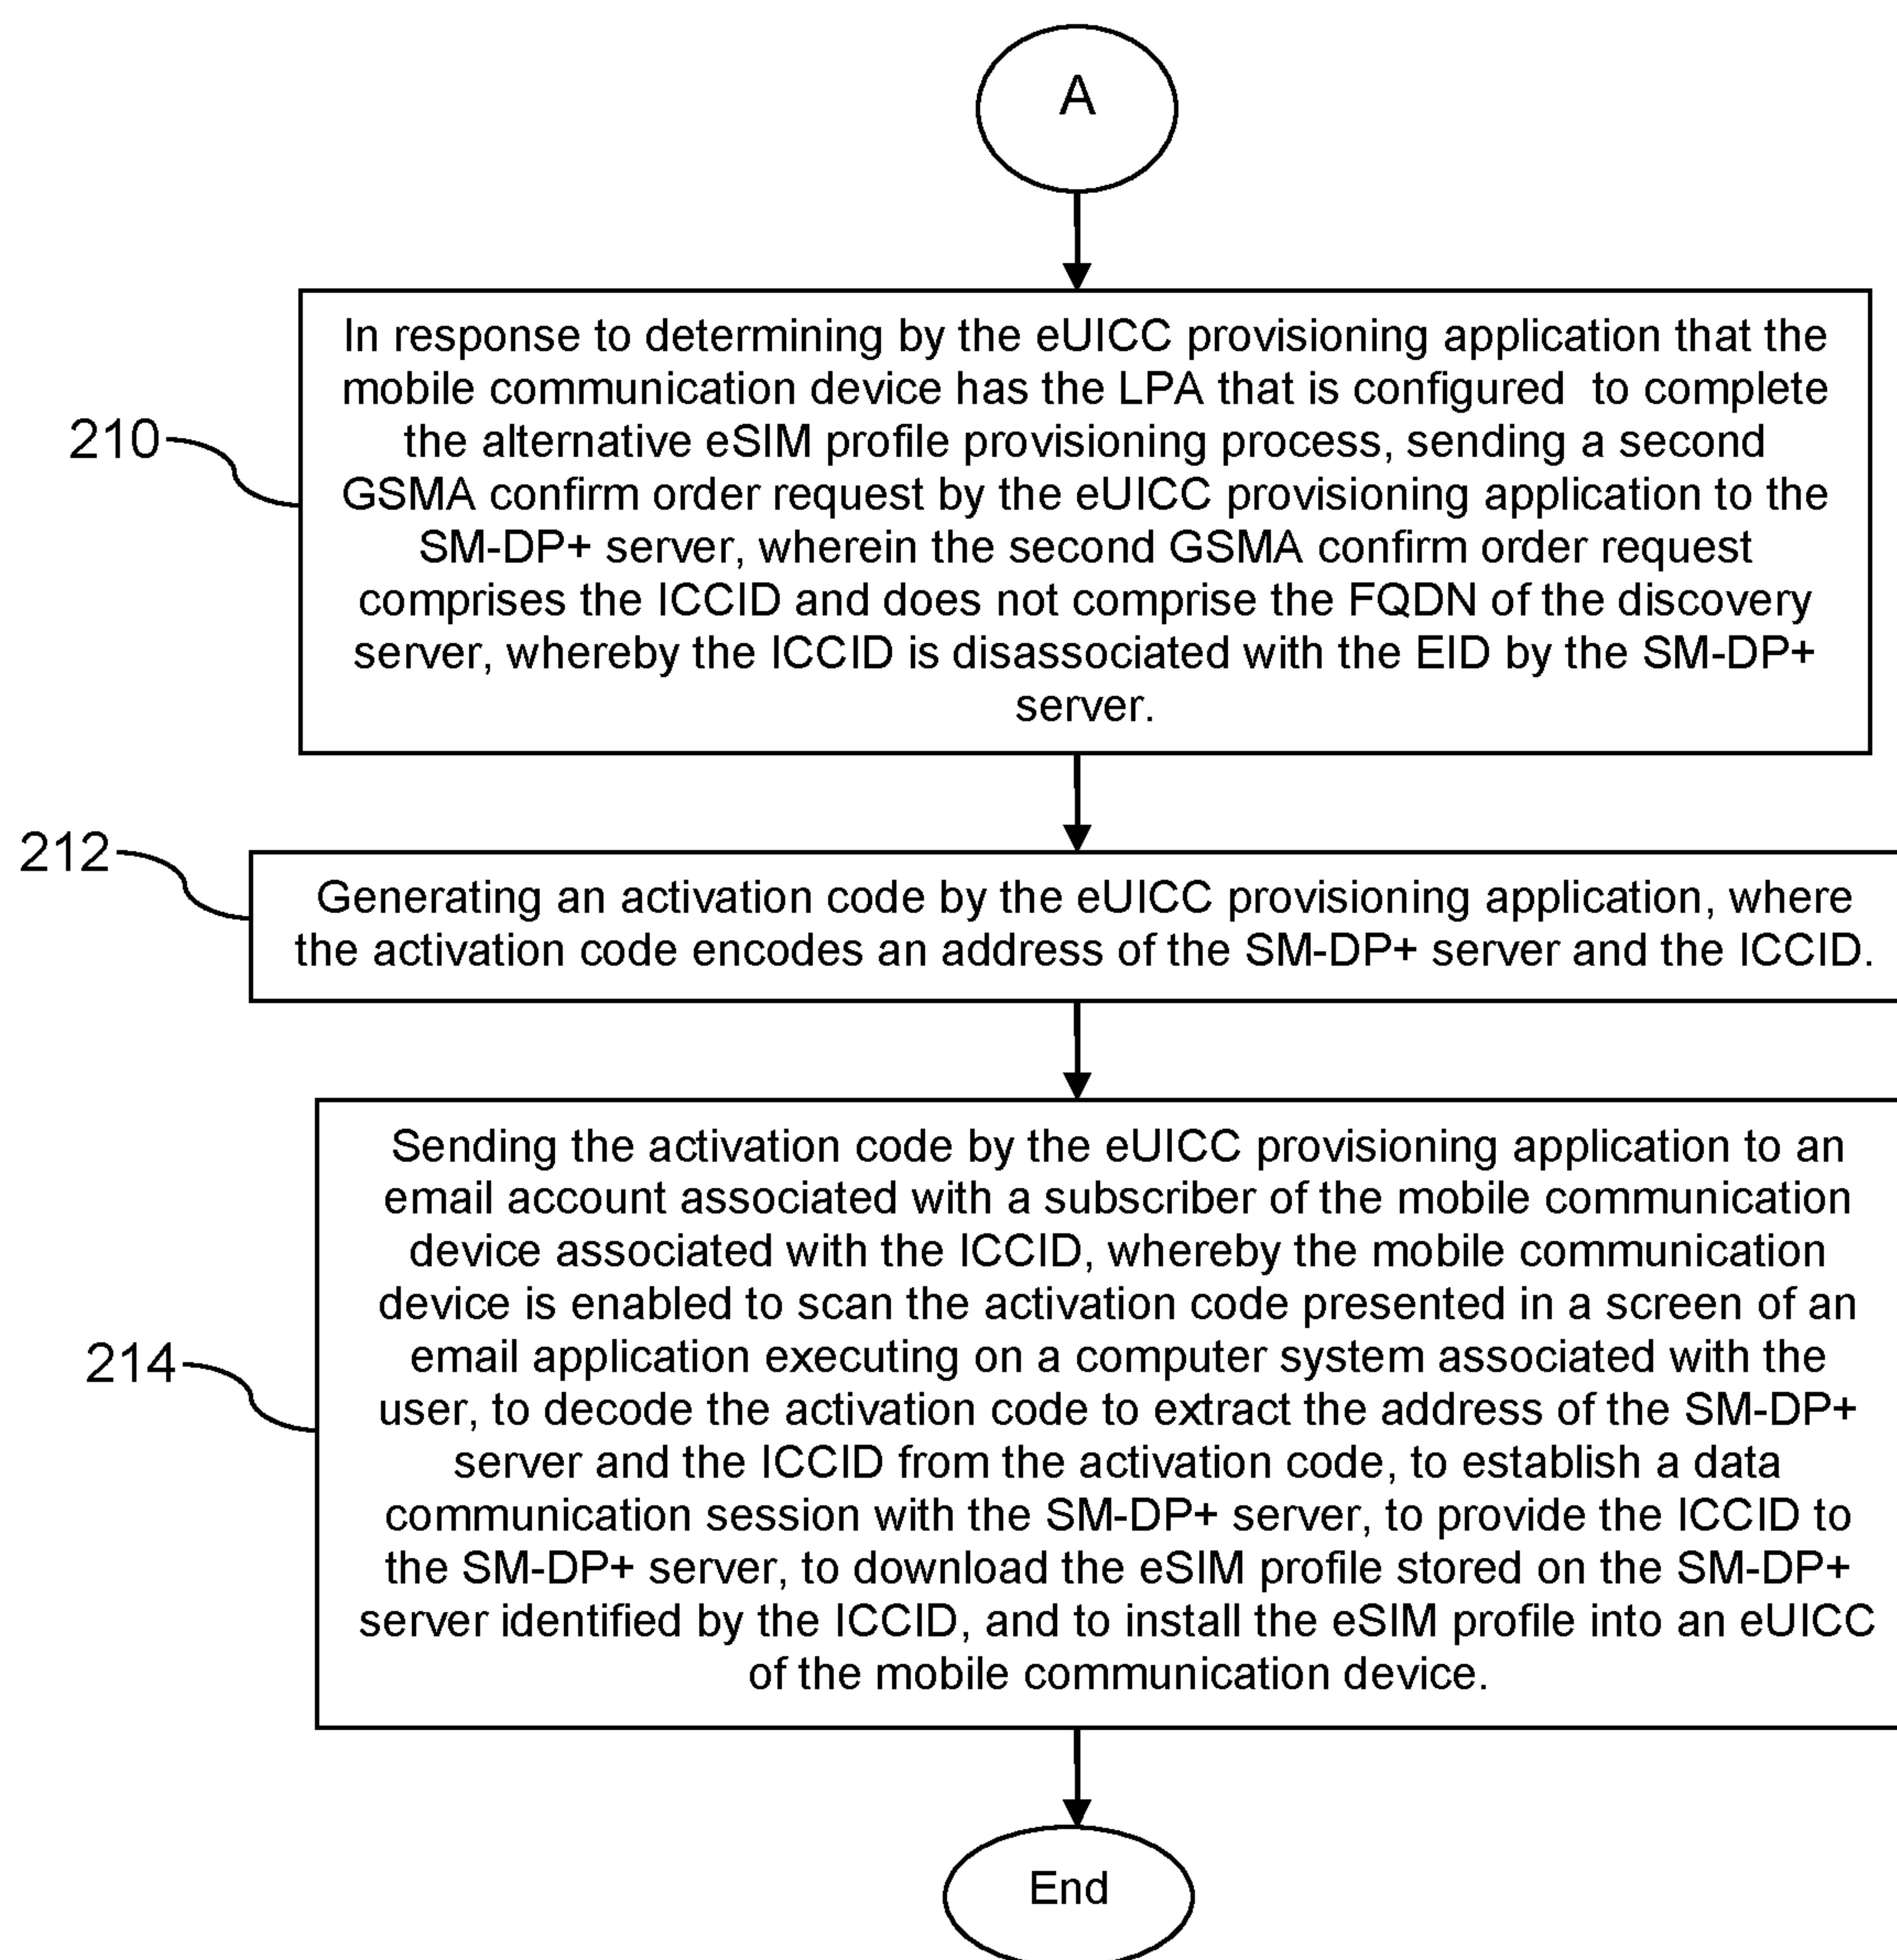 A
In response to determining by the eUICC provisioning application that the
mobile communication device has the LPA that is configured  to complete
the alternative eSIM profile provisioning process, sending a second
GSMA confirm order request by the eUICC provisioning application to the
SM-DP+ server, wherein the second GSMA confirm order request
comprises the ICCID and does not comprise the FQDN of the discovery
server, whereby the ICCID is disassociated with the EID by the SM-DP+
server.
210
212
Generating an activation code by the eUICC provisioning application, where
the activation code encodes an address of the SM-DP+ server and the ICCID.
Sending the activation code by the eUICC provisioning application to an
email account associated with a subscriber of the mobile communication
device associated with the ICCID, whereby the mobile communication
device is enabled to scan the activation code presented in a screen of an
email application executing on a computer system associated with the
user, to decode the activation code to extract the address of the SM-DP+
server and the ICCID from the activation code, to establish a data
communication session with the SM-DP+ server, to provide the ICCID to
the SM-DP+ server, to download the eSIM profile stored on the SM-DP+
server identified by the ICCID, and to install the eSIM profile into an eUICC
of the mobile communication device.
214
End